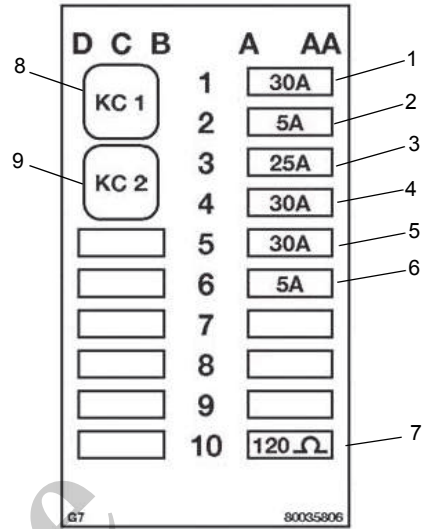 D C B A AA
8 KC 1 1 30A 1
2 5A 2
9 KC 2 3 25A 3
4 30A 4
5 30A 5
6 5A 6
7
8
9
10 120 Ω 7
G7 80035806